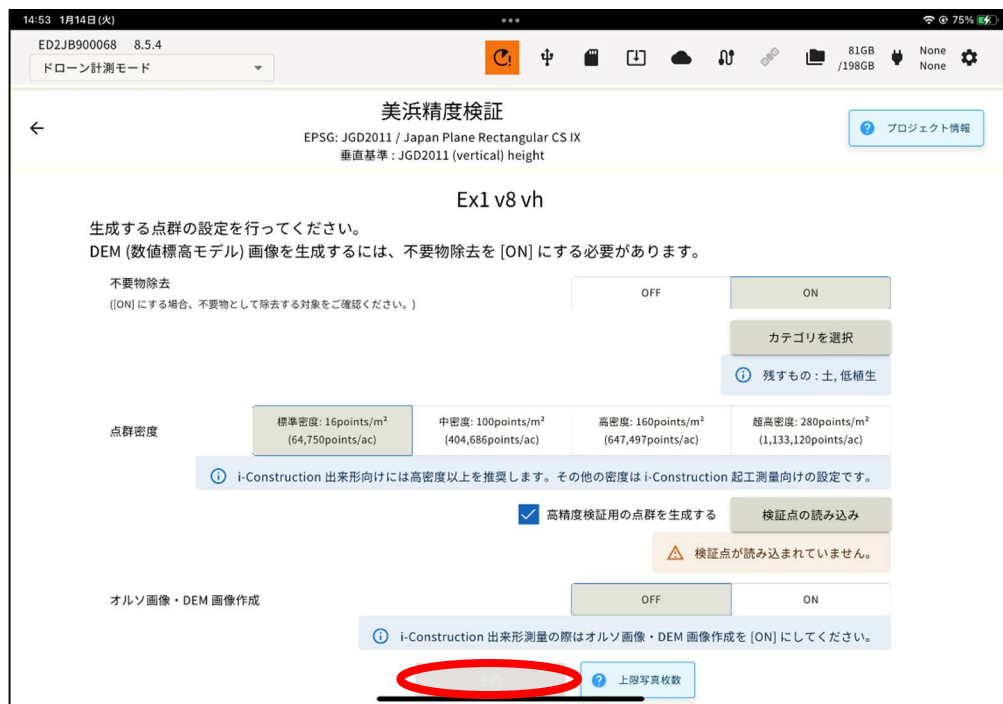 14:53 1月14日(火)
75%
ED2JB900068 8.5.4
ドローン計測モード
81GB
/198GB
None
None
美浜精度検証
EPSG: JGD2011 / Japan Plane Rectangular CS IX
垂直基準 : JGD2011 (vertical) height
プロジェクト情報
Ex1 v8 vh
生成する点群の設定を行ってください。
DEM (数値標高モデル) 画像を生成するには、不要物除去を [ON] にする必要があります。
不要物除去
([ON] にする場合、不要物として除去する対象をご確認ください。)
OFF
ON
カテゴリを選択
残すもの : 土, 低植生
点群密度
標準密度: 16points/m²
(64,750points/ac)
中密度: 100points/m²
(404,686points/ac)
高密度: 160points/m²
(647,497points/ac)
超高密度: 280points/m²
(1,133,120points/ac)
i-Construction 出来形向けには高密度以上を推奨します。その他の密度は i-Construction 起工測量向けの設定です。
高精度検証用の点群を生成する
検証点の読み込み
検証点が読み込まれていません。
オルソ画像・DEM 画像作成
OFF
ON
i-Construction 出来形測量の際はオルソ画像・DEM 画像作成を [ON] にしてください。
上限写真枚数